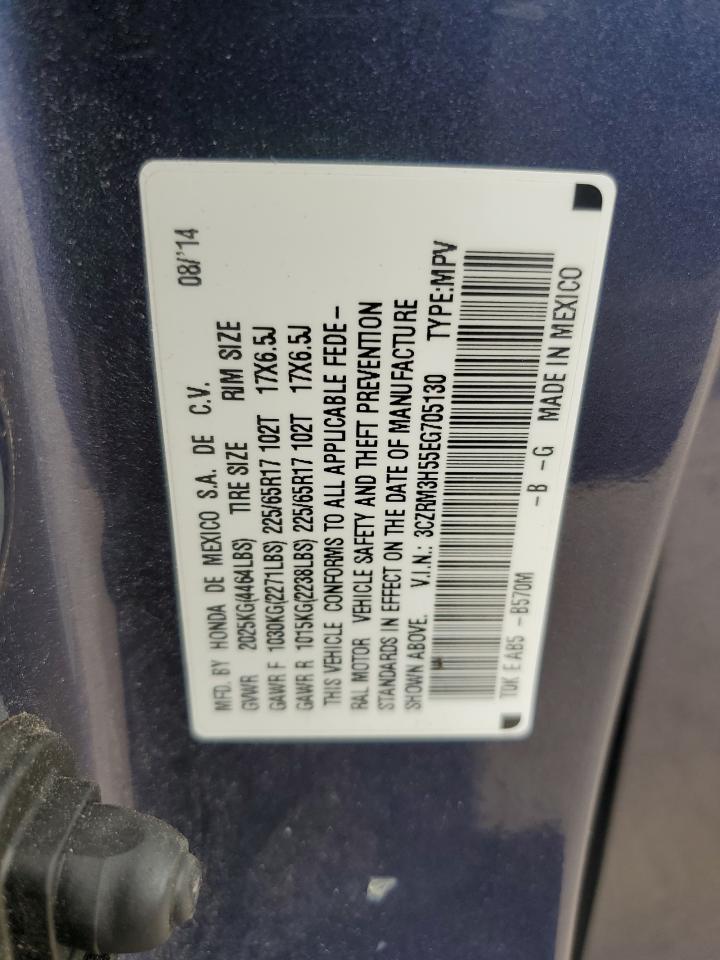 MFD. BY HONDA DE MEXICO S.A. DE C.V. 08/'14
GVWR 2025KG(4464LBS) TIRE SIZE RIM SIZE
GAWR F 1030KG(2271LBS) 225/65R17 102T 17X6.5J
GAWR R 1015KG(2238LBS) 225/65R17 102T 17X6.5J
THIS VEHICLE CONFORMS TO ALL APPLICABLE FEDE-
RAL MOTOR VEHICLE SAFETY AND THEFT PREVENTION
STANDARDS IN EFFECT ON THE DATE OF MANUFACTURE
SHOWN ABOVE. V.I.N.: 3CZRM3H55EG705130 TYPE:MPV
TDK E AB5 -B570M -B -G MADE IN MEXICO